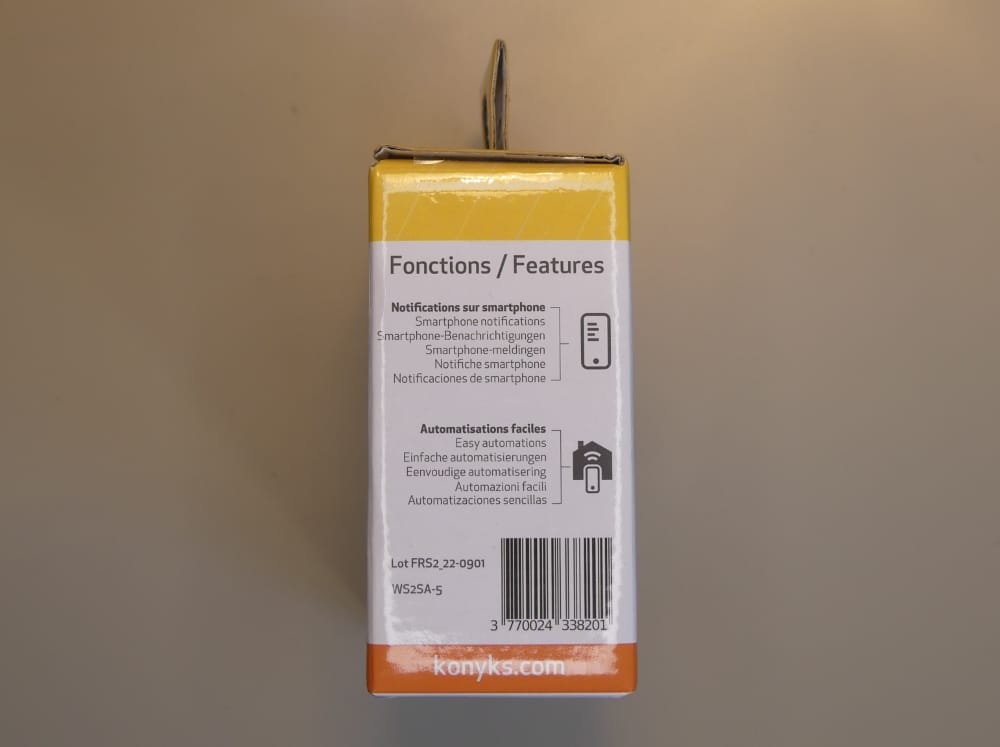 Fonctions / Features
Notifications sur smartphone
Smartphone notifications
Smartphone-Benachrichtigungen
Smartphone-meldingen
Notifiche smartphone
Notificaciones de smartphone
Automatisations faciles
Easy automations
Einfache automatisierungen
Eenvoudige automatisering
Automazioni facili
Automatizaciones sencillas
Lot FRS2_22-0901
WS2SA-5
3 770024 338201
konyks.com